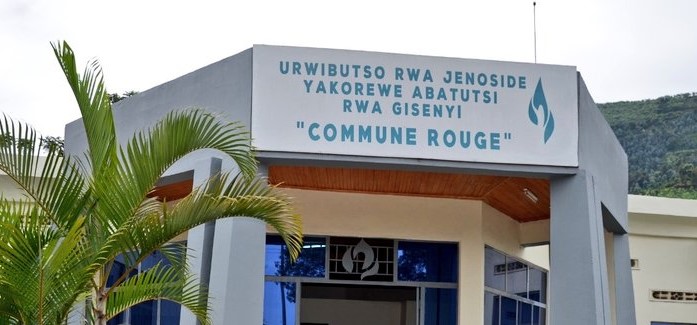 URWIBUTSO RWA JENOSIDE
YAKOREWE ABATUTSI
RWA GISENYI
"COMMUNE ROUGE"